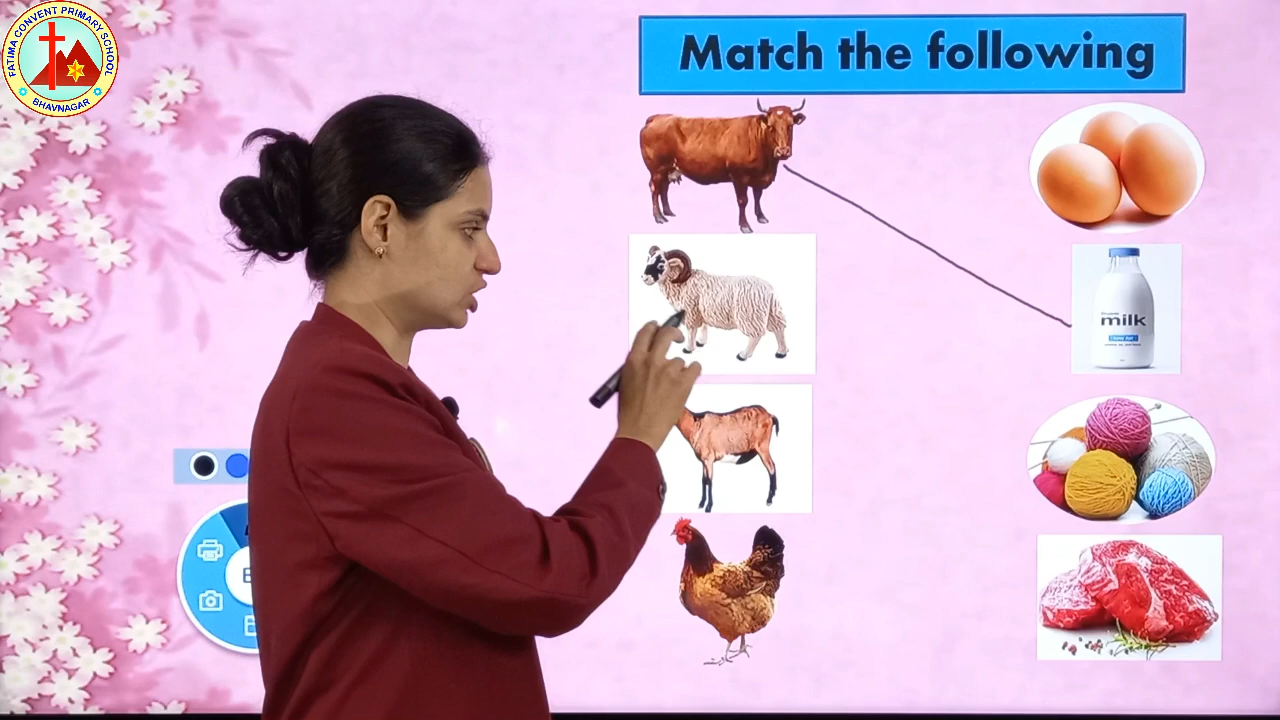 FATIMA CONVENT PRIMARY SCHOOL
BHAVNAGAR
Match the following
milk